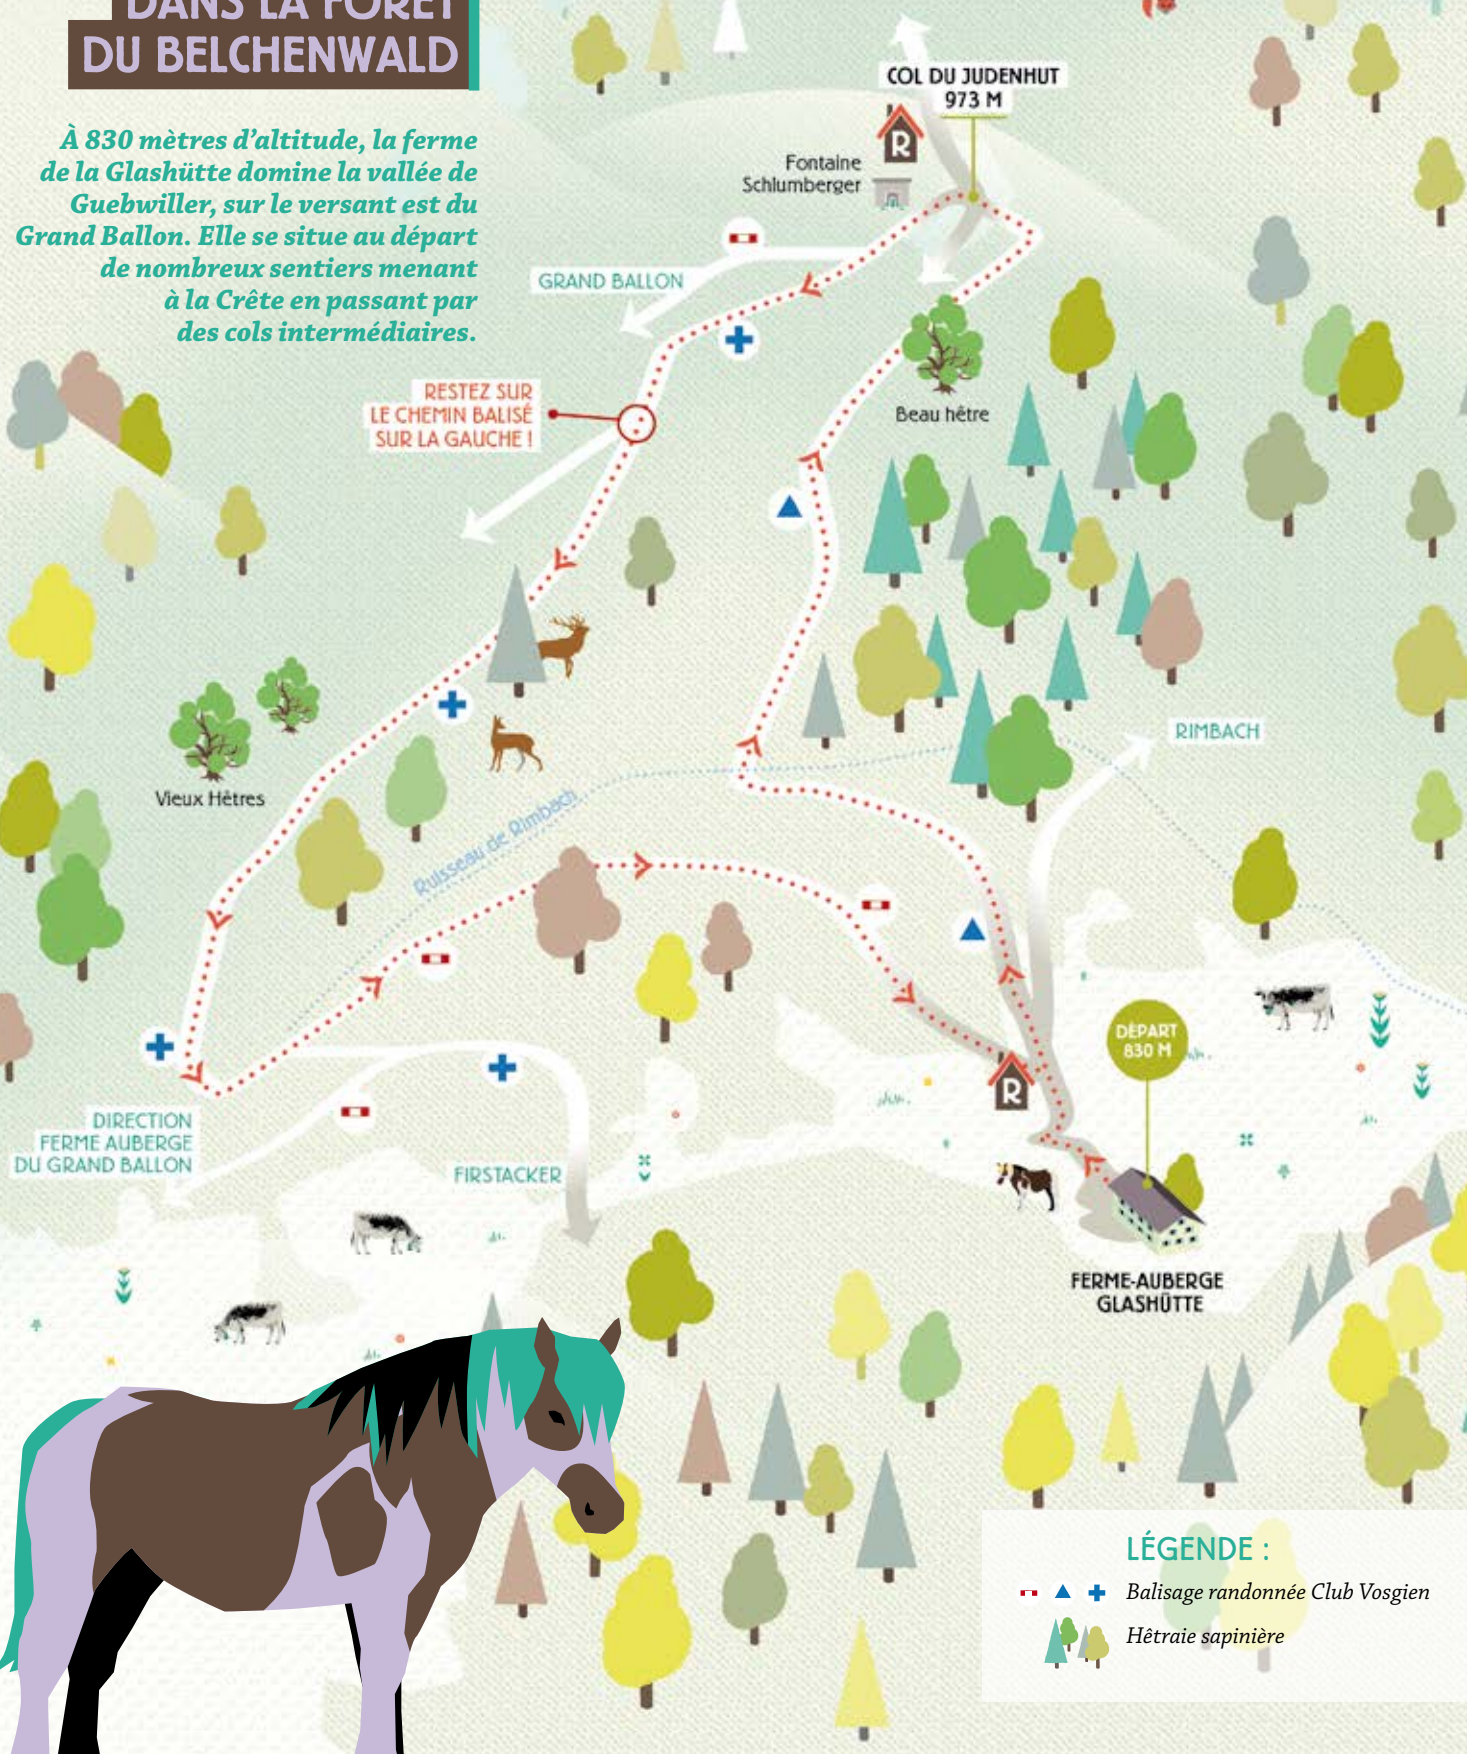 DANS LA FORÊT
DU BELCHENWALD
À 830 mètres d’altitude, la ferme
de la Glashütte domine la vallée de
Guebwiller, sur le versant est du
Grand Ballon. Elle se situe au départ
de nombreux sentiers menant
à la Crête en passant par
des cols intermédiaires.
COL DU JUDENHUT
973 M
R
Fontaine
Schlumberger
GRAND BALLON
RESTEZ SUR
LE CHEMIN BALISÉ
SUR LA GAUCHE !
Beau hêtre
RIMBACH
Vieux Hêtres
Ruisseau de Rimbach
DÉPART
830 M
R
DIRECTION
FERME AUBERGE
DU GRAND BALLON
FIRSTACKER
FERME-AUBERGE
GLASHÜTTE
LÉGENDE :
Balisage randonnée Club Vosgien
Hêtraie sapinière